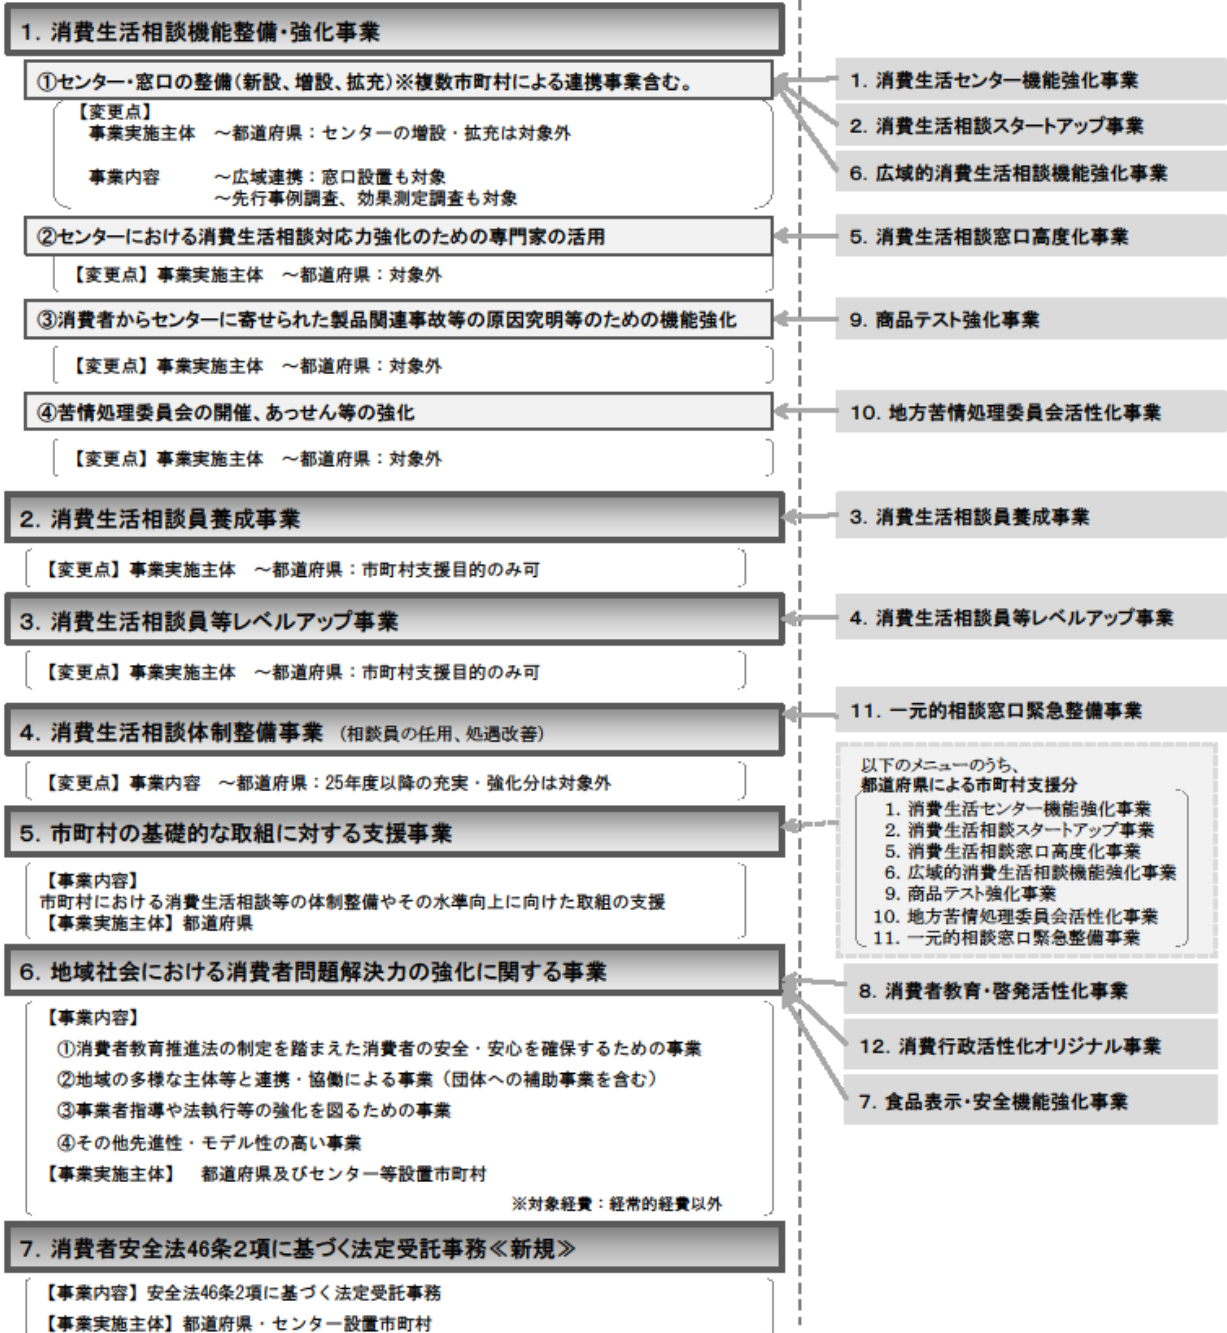 1. 消費生活相談機能整備・強化事業
①センター・窓口の整備(新設、増設、拡充)※複数市町村による連携事業含む。
【変更点】
事業実施主体 ～都道府県：センターの増設・拡充は対象外
事業内容 ～広域連携：窓口設置も対象
～先行事例調査、効果測定調査も対象
②センターにおける消費生活相談対応力強化のための専門家の活用
【変更点】事業実施主体 ～都道府県：対象外
③消費者からセンターに寄せられた製品関連事故等の原因究明等のための機能強化
【変更点】事業実施主体 ～都道府県：対象外
④苦情処理委員会の開催、あっせん等の強化
【変更点】事業実施主体 ～都道府県：対象外
2. 消費生活相談員養成事業
【変更点】事業実施主体 ～都道府県：市町村支援目的のみ可
3. 消費生活相談員等レベルアップ事業
【変更点】事業実施主体 ～都道府県：市町村支援目的のみ可
4. 消費生活相談体制整備事業 (相談員の任用、処遇改善)
【変更点】事業内容 ～都道府県：25年度以降の充実・強化分は対象外
5. 市町村の基礎的な取組に対する支援事業
【事業内容】
市町村における消費生活相談等の体制整備やその水準向上に向けた取組の支援
【事業実施主体】都道府県
6. 地域社会における消費者問題解決力の強化に関する事業
【事業内容】
①消費者教育推進法の制定を踏まえた消費者の安全・安心を確保するための事業
②地域の多様な主体等と連携・協働による事業（団体への補助事業を含む）
③事業者指導や法執行等の強化を図るための事業
④その他先進性・モデル性の高い事業
【事業実施主体】 都道府県及びセンター等設置市町村
※対象経費：経常的経費以外
7. 消費者安全法46条2項に基づく法定受託事務≪新規≫
【事業内容】安全法46条2項に基づく法定受託事務
【事業実施主体】都道府県・センター設置市町村
1. 消費生活センター機能強化事業
2. 消費生活相談スタートアップ事業
6. 広域的消費生活相談機能強化事業
5. 消費生活相談窓口高度化事業
9. 商品テスト強化事業
10. 地方苦情処理委員会活性化事業
3. 消費生活相談員養成事業
4. 消費生活相談員等レベルアップ事業
11. 一元的相談窓口緊急整備事業
以下のメニューのうち、
都道府県による市町村支援分
1. 消費生活センター機能強化事業
2. 消費生活相談スタートアップ事業
5. 消費生活相談窓口高度化事業
6. 広域的消費生活相談機能強化事業
9. 商品テスト強化事業
10. 地方苦情処理委員会活性化事業
11. 一元的相談窓口緊急整備事業
8. 消費者教育・啓発活性化事業
12. 消費行政活性化オリジナル事業
7. 食品表示・安全機能強化事業